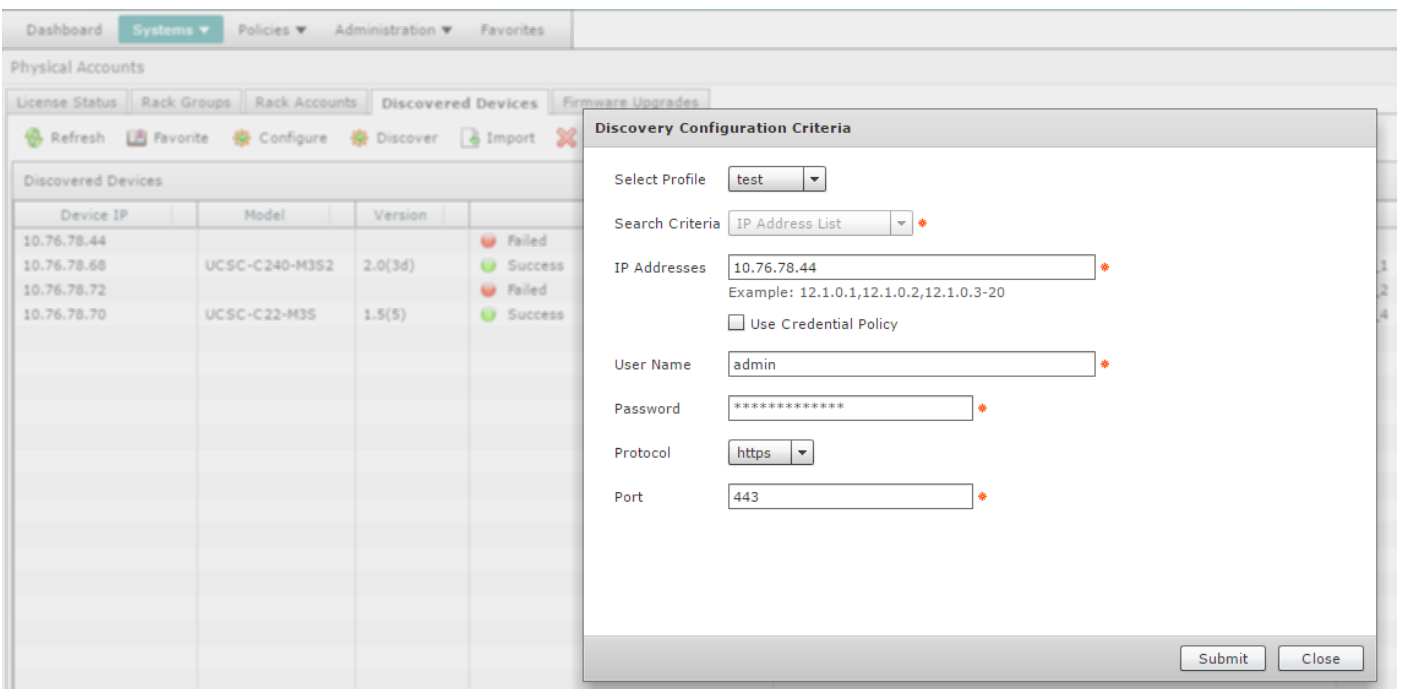 Dashboard Systems ▼ Policies ▼ Administration ▼ Favorites
Physical Accounts
License Status Rack Groups Rack Accounts Discovered Devices Firmware Upgrades
Refresh Favorite Configure Discover Import
Discovered Devices
Device IP Model Version
10.76.78.44 Failed
10.76.78.68 UCSC-C240-M3S2 2.0(3d) Success
10.76.78.72 Failed
10.76.78.70 UCSC-C22-M3S 1.5(5) Success
Discovery Configuration Criteria
Select Profile test
Search Criteria IP Address List
IP Addresses 10.76.78.44
Example: 12.1.0.1,12.1.0.2,12.1.0.3-20
Use Credential Policy
User Name admin
Password *************
Protocol https
Port 443
Submit Close